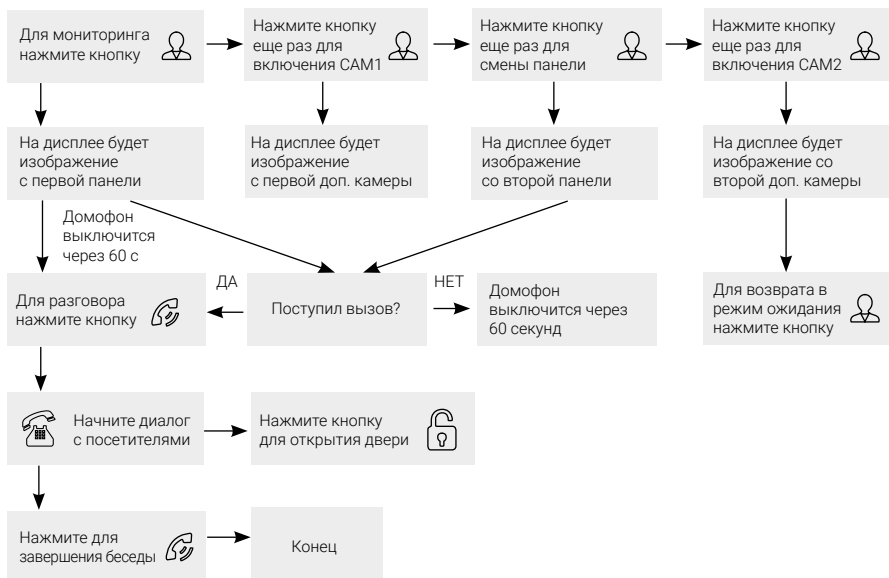 Для мониторинга
нажмите кнопку
Нажмите кнопку
еще раз для
включения CAM1
Нажмите кнопку
еще раз для
смены панели
Нажмите кнопку
еще раз для
включения CAM2
На дисплее будет
изображение
с первой панели
На дисплее будет
изображение
с первой доп. камеры
На дисплее будет
изображение
со второй панели
На дисплее будет
изображение со
второй доп. камеры
Домофон
выключится
через 60 с
Для разговора
нажмите кнопку
ДА
Поступил вызов?
НЕТ
Домофон
выключится через
60 секунд
Для возврата в
режим ожидания
нажмите кнопку
Начните диалог
с посетителями
Нажмите кнопку
для открытия двери
Нажмите для
завершения беседы
Конец